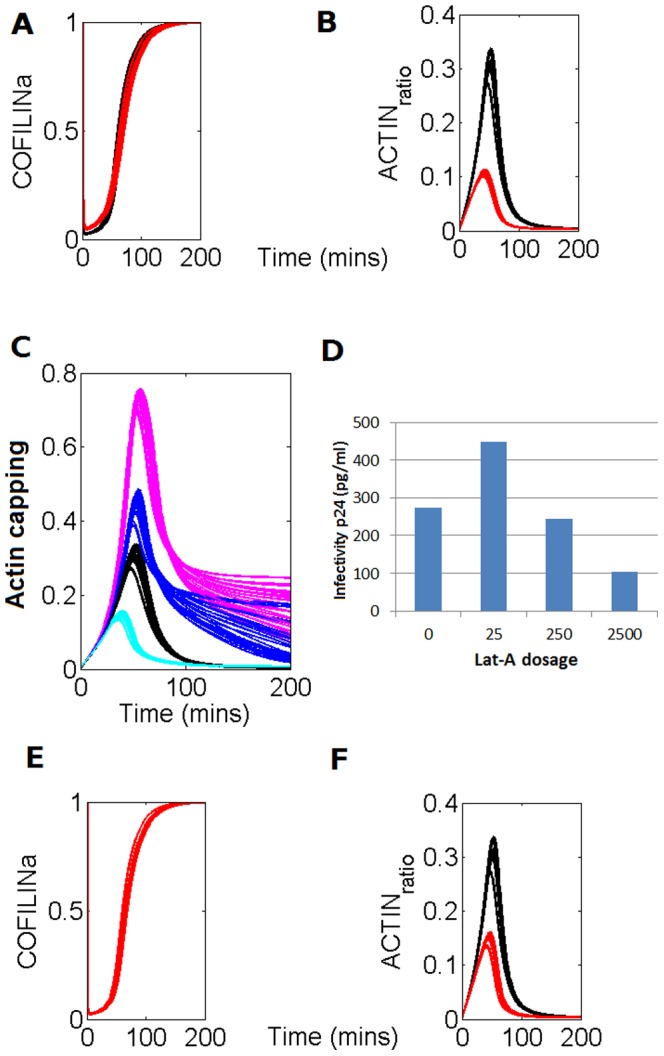 A
COFILINa
1
0.5
0
0 100 200
B
ACTINratio
0.4
0.3
0.2
0.1
0
0 100 200
Time (mins)
C
Actin capping
0.8
0.6
0.4
0.2
0
0 100 200
Time (mins)
D
Infectivity p24 (pg/ml)
500
400
300
200
100
0
0 25 250 2500
Lat-A dosage
E
COFILINa
1
0.5
0
0 100 200
F
ACTINratio
0.4
0.3
0.2
0.1
0
0 100 200
Time (mins)